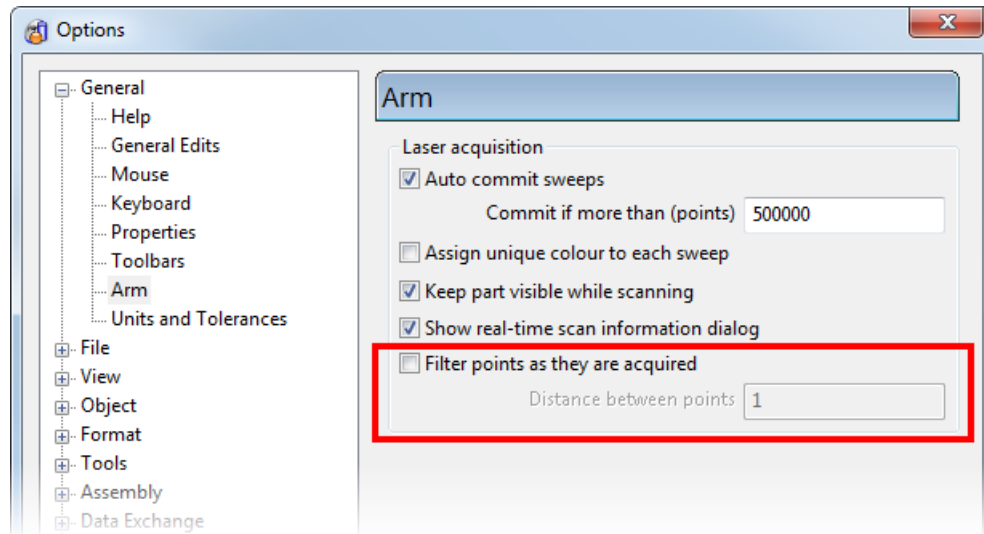 Options
General
Help
General Edits
Mouse
Keyboard
Properties
Toolbars
Arm
Units and Tolerances
File
View
Object
Format
Tools
Assembly
Data Exchange
Arm
Laser acquisition
Auto commit sweeps
Commit if more than (points) 500000
Assign unique colour to each sweep
Keep part visible while scanning
Show real-time scan information dialog
Filter points as they are acquired
Distance between points 1